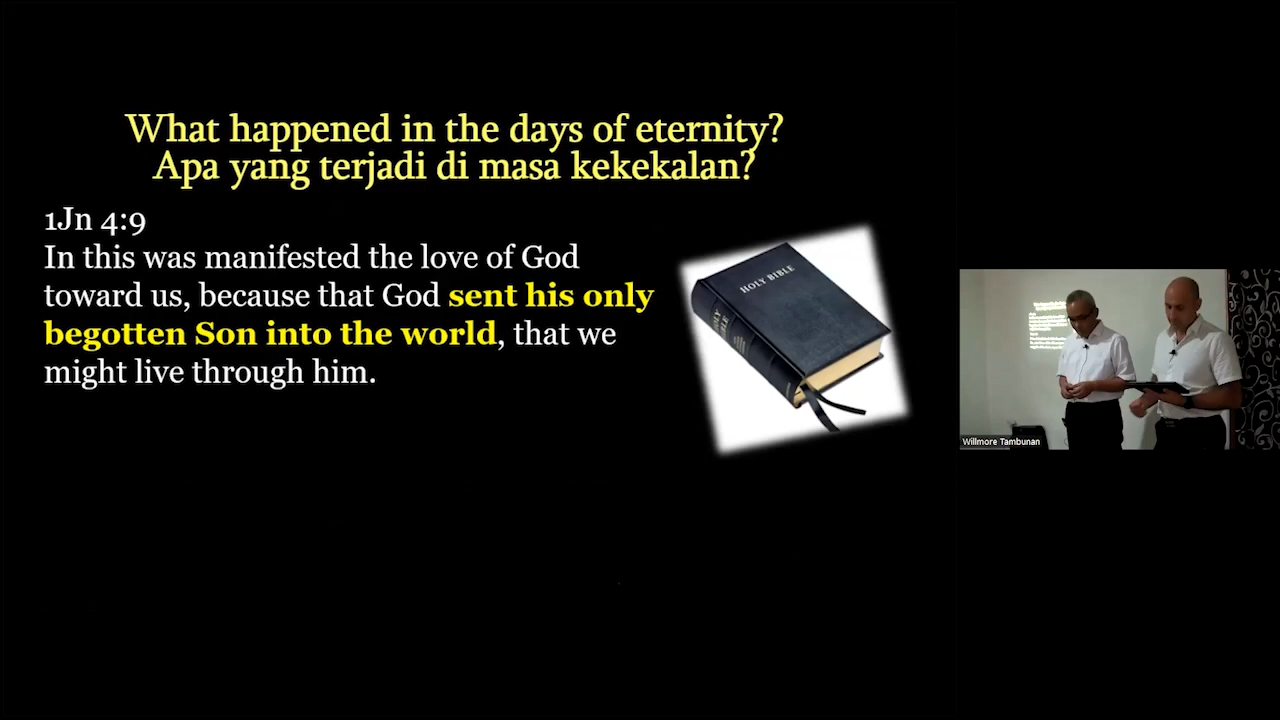 What happened in the days of eternity?
Apa yang terjadi di masa kekekalan?
1Jn 4:9
In this was manifested the love of God
toward us, because that God sent his only
begotten Son into the world, that we
might live through him.
HOLY BIBLE
HOLY
BIBLE
Willmore Tambunan